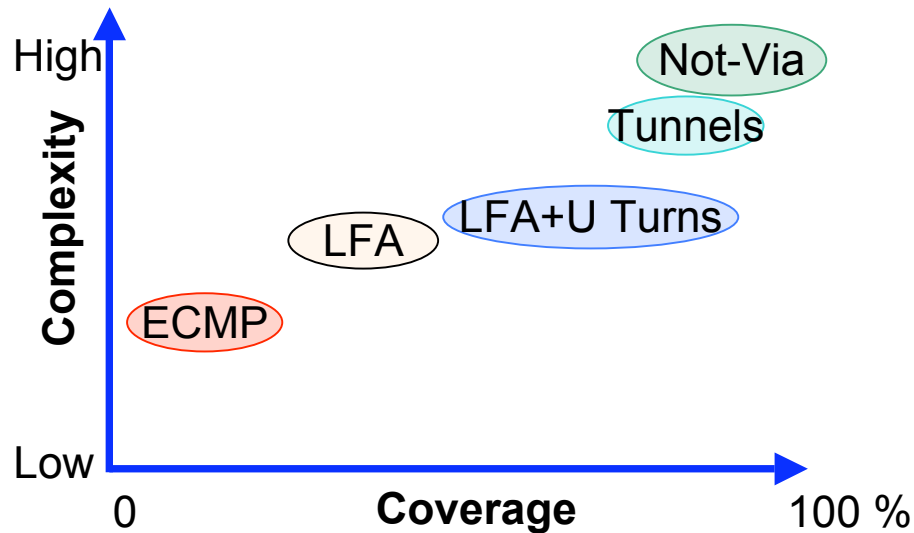 High
Not-Via
Tunnels
Complexity
LFA+U Turns
LFA
ECMP
Low
0
Coverage
100 %